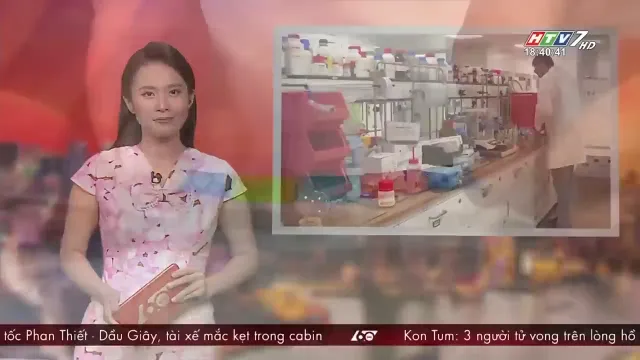 HTV7 HD
18:40:41
tốc Phan Thiết - Dầu Giây, tài xế mắc kẹt trong cabin
60
Kon Tum: 3 người tử vong trên lòng hồ